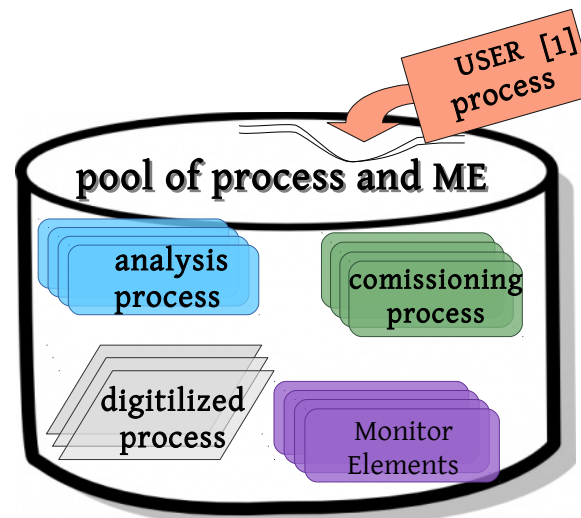 USER [1]
process
pool of process and ME
analysis
process
comissioning
process
digitilized
process
Monitor
Elements